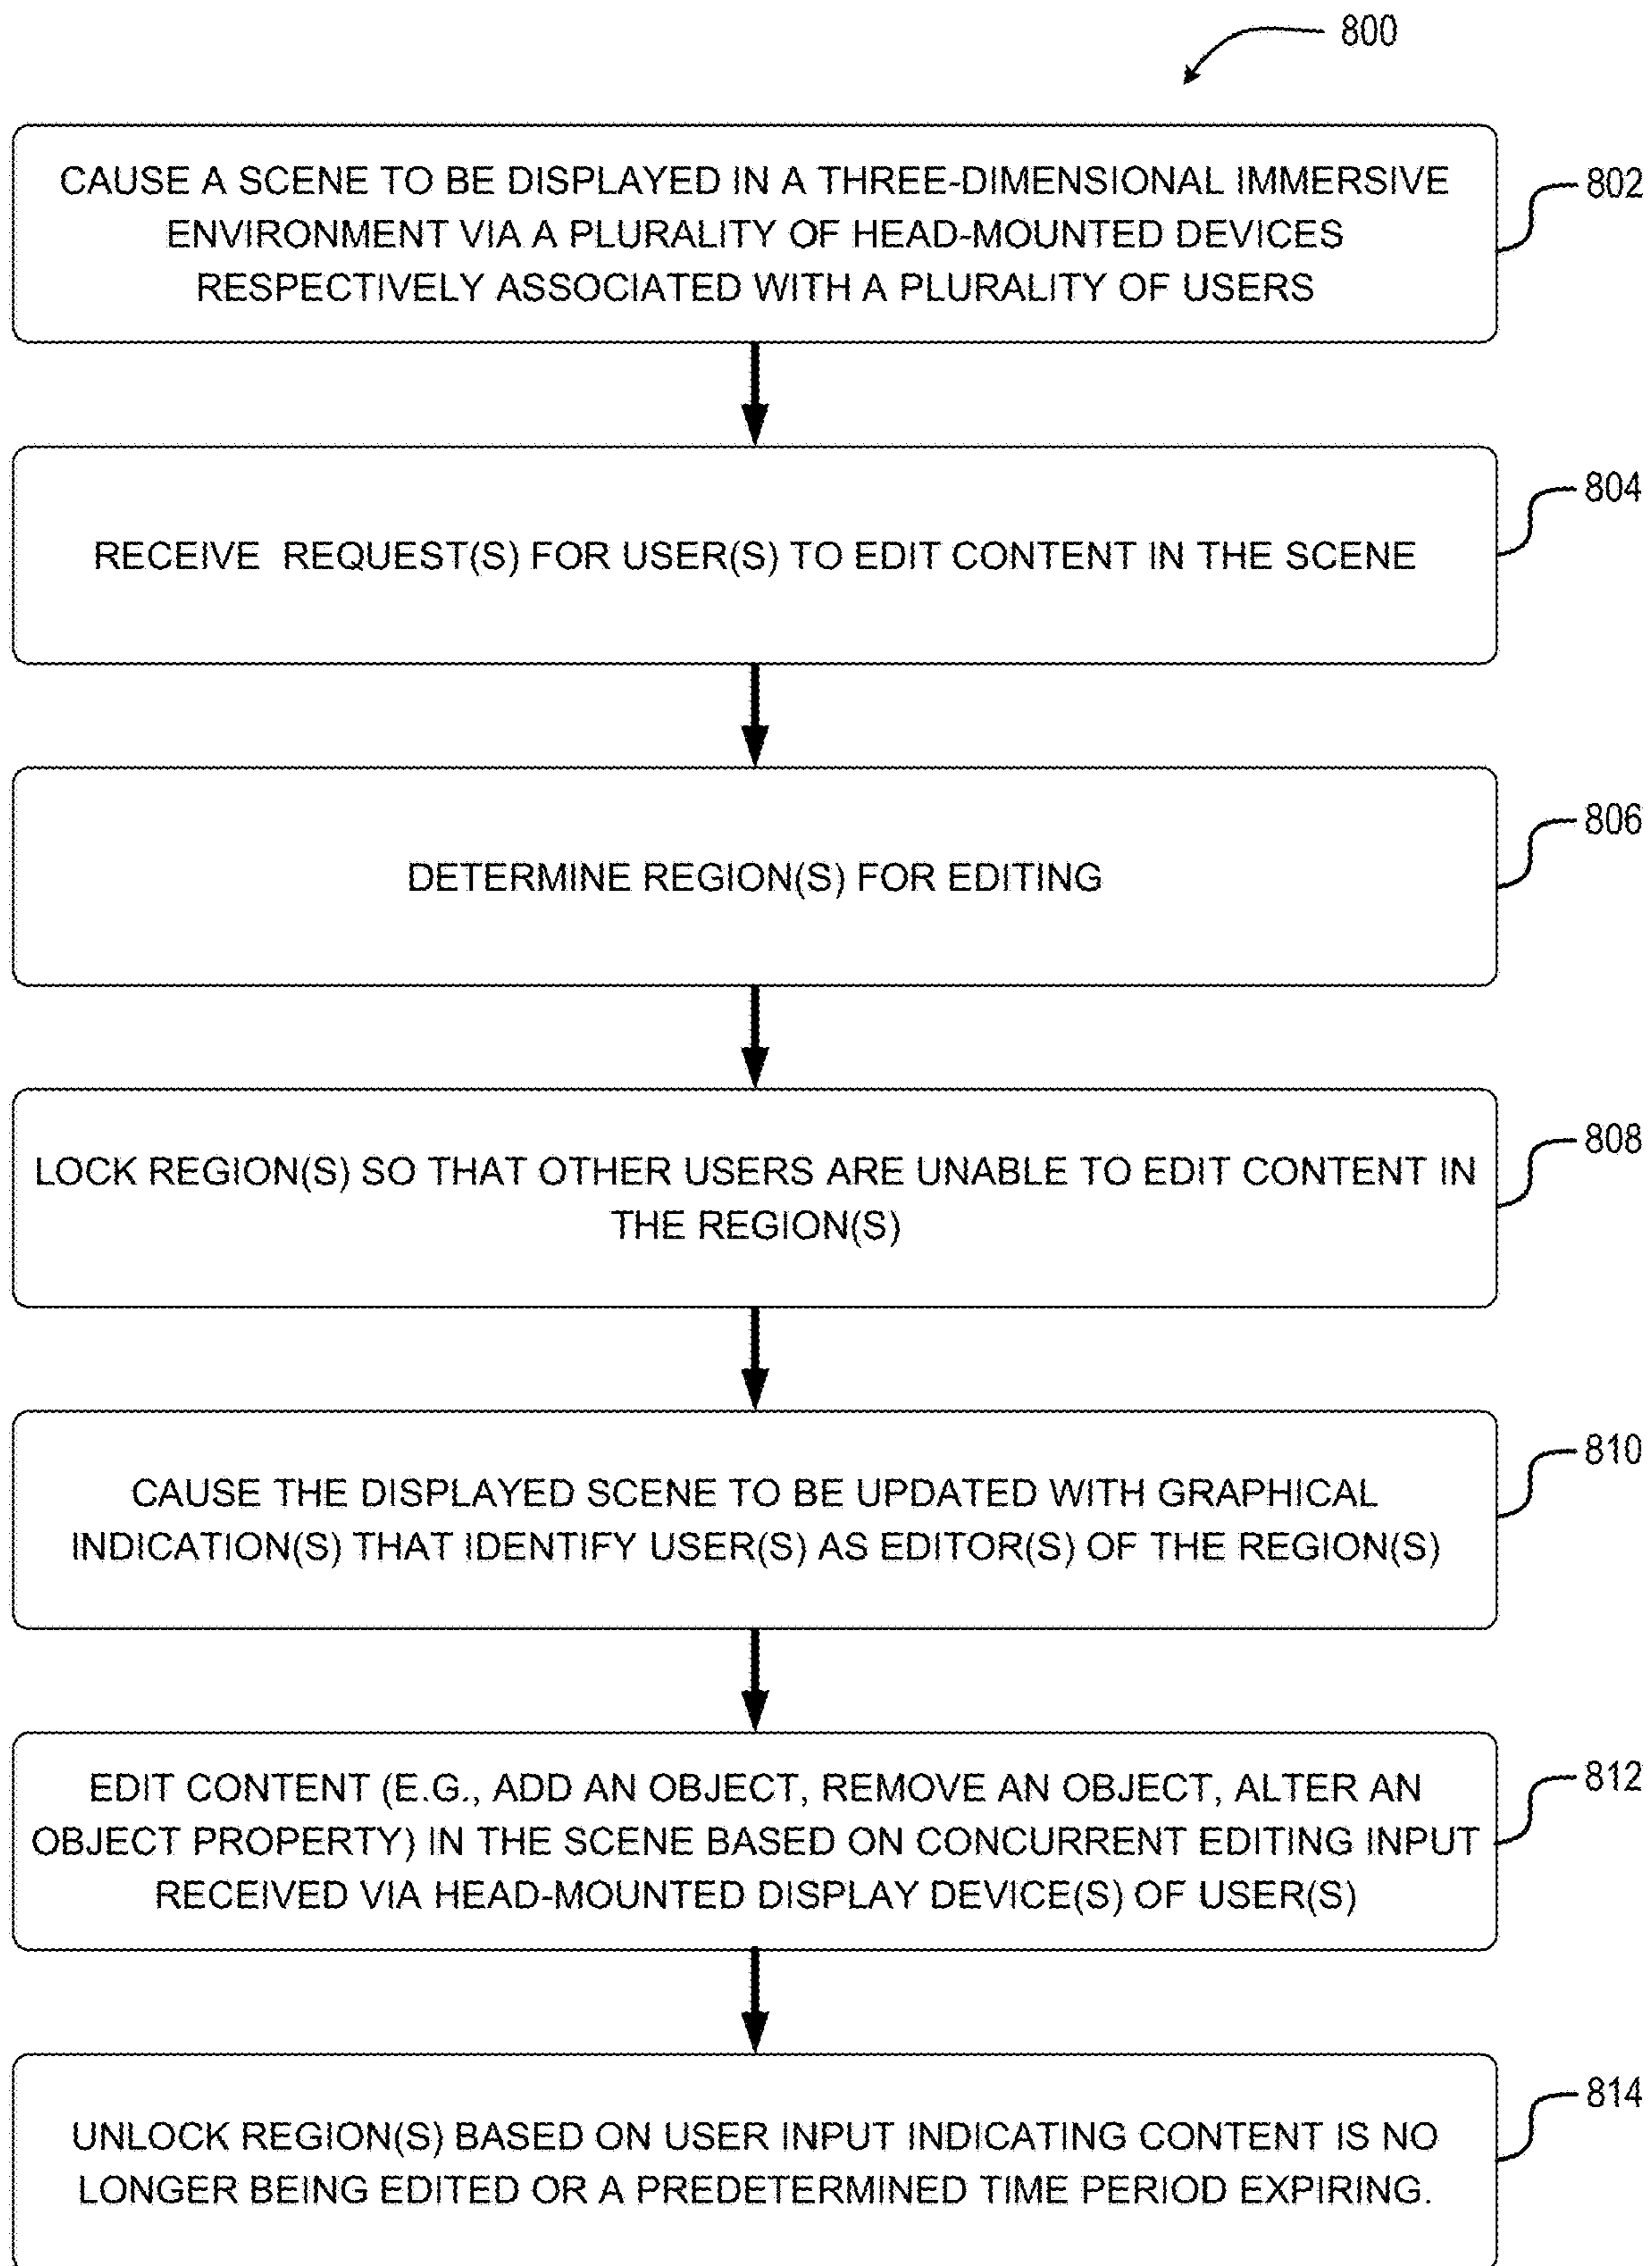 800
CAUSE A SCENE TO BE DISPLAYED IN A THREE-DIMENSIONAL IMMERSIVE
ENVIRONMENT VIA A PLURALITY OF HEAD-MOUNTED DEVICES
RESPECTIVELY ASSOCIATED WITH A PLURALITY OF USERS
802
RECEIVE REQUEST(S) FOR USER(S) TO EDIT CONTENT IN THE SCENE
804
DETERMINE REGION(S) FOR EDITING
806
LOCK REGION(S) SO THAT OTHER USERS ARE UNABLE TO EDIT CONTENT IN
THE REGION(S)
808
CAUSE THE DISPLAYED SCENE TO BE UPDATED WITH GRAPHICAL
INDICATION(S) THAT IDENTIFY USER(S) AS EDITOR(S) OF THE REGION(S)
810
EDIT CONTENT (E.G., ADD AN OBJECT, REMOVE AN OBJECT, ALTER AN
OBJECT PROPERTY) IN THE SCENE BASED ON CONCURRENT EDITING INPUT
RECEIVED VIA HEAD-MOUNTED DISPLAY DEVICE(S) OF USER(S)
812
UNLOCK REGION(S) BASED ON USER INPUT INDICATING CONTENT IS NO
LONGER BEING EDITED OR A PREDETERMINED TIME PERIOD EXPIRING.
814